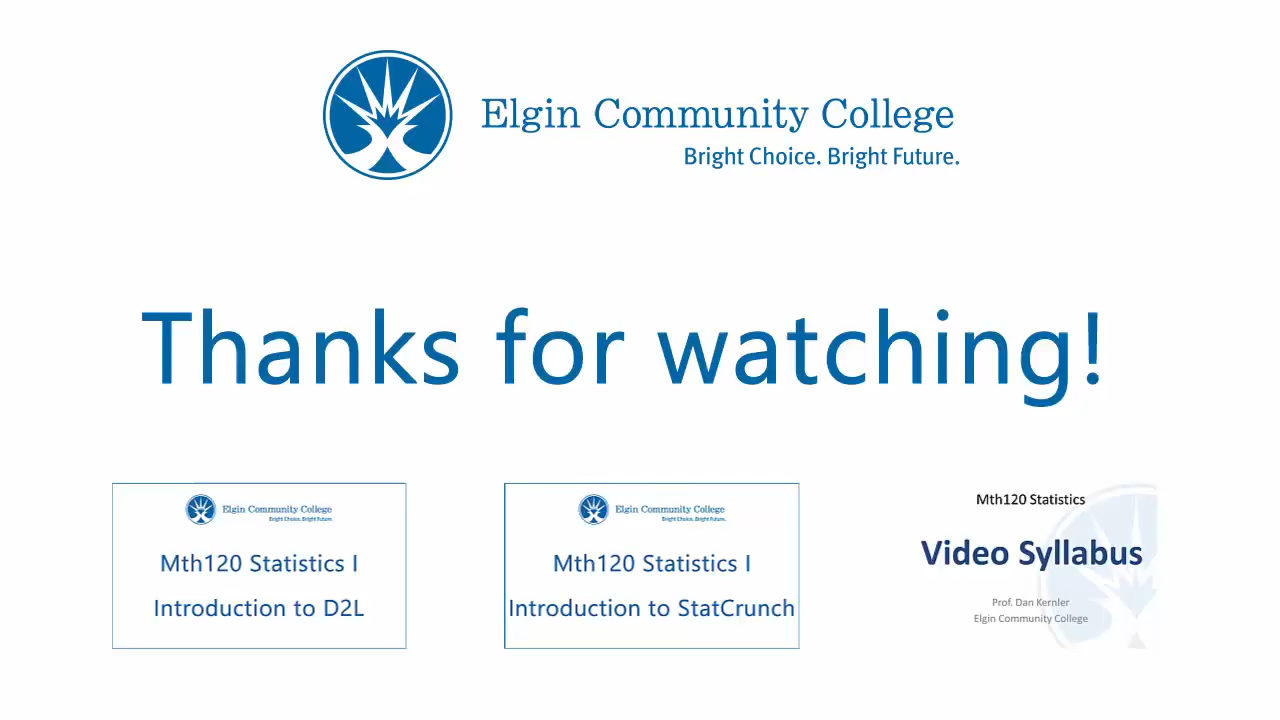 Elgin Community College
Bright Choice. Bright Future.
Thanks for watching!
Elgin Community College
Bright Choice. Bright Future.
Mth120 Statistics I
Introduction to D2L
Elgin Community College
Bright Choice. Bright Future.
Mth120 Statistics I
Introduction to StatCrunch
Mth120 Statistics
Video Syllabus
Prof. Dan Kernler
Elgin Community College